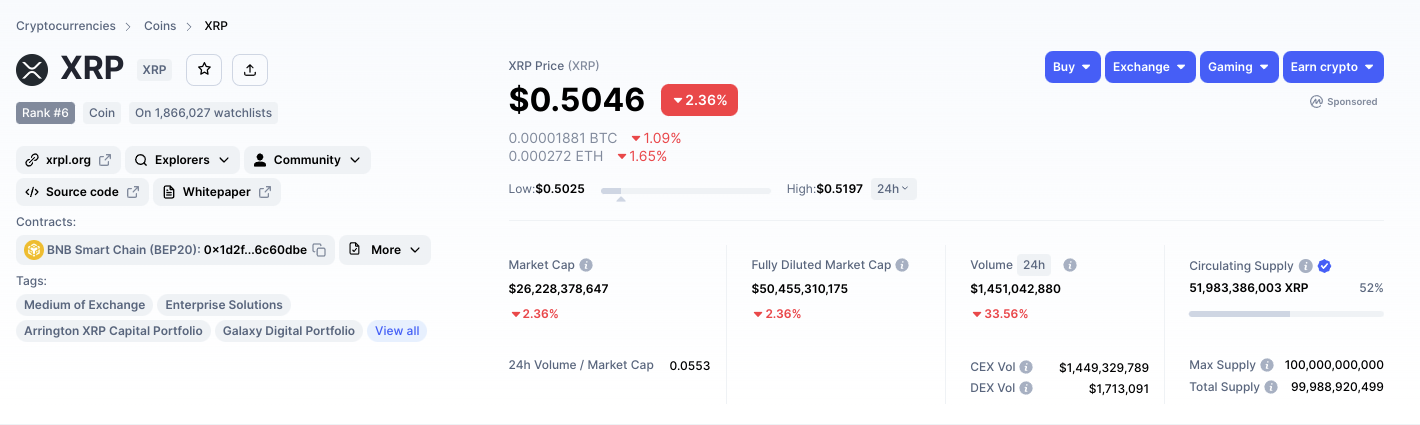 Cryptocurrencies > Coins > XRP
XRP XRP
Rank #6 Coin On 1,866,027 watchlists
xrpl.org Explorers Community
Source code Whitepaper
Contracts:
BNB Smart Chain (BEP20): 0x1d2f...6c60dbe More
Tags:
Medium of Exchange Enterprise Solutions
Arrington XRP Capital Portfolio Galaxy Digital Portfolio View all
XRP Price (XRP)
$0.5046 2.36%
0.00001881 BTC 1.09%
0.000272 ETH 1.65%
Low:$0.5025 High:$0.5197 24h
Buy Exchange Gaming Earn crypto
Sponsored
Market Cap
$26,228,378,647
2.36%
24h Volume / Market Cap 0.0553
Fully Diluted Market Cap
$50,455,310,175
2.36%
Volume 24h
$1,451,042,880
33.56%
CEX Vol $1,449,329,789
DEX Vol $1,713,091
Circulating Supply
51,983,386,003 XRP 52%
Max Supply 100,000,000,000
Total Supply 99,988,920,499